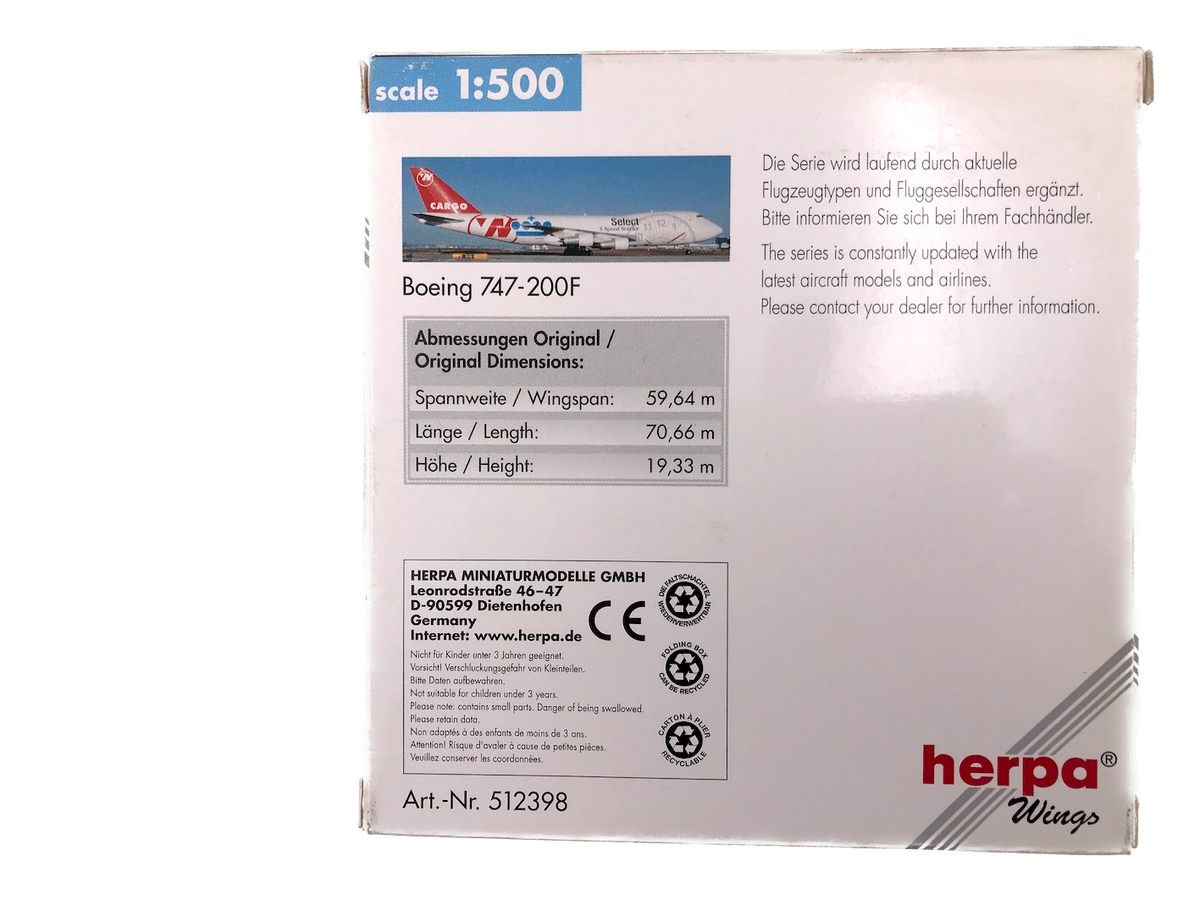 scale 1:500
CARGO
Select
3-Speed Service
11 12 1
Boeing 747-200F
Abmessungen Original /
Original Dimensions:
Spannweite / Wingspan: 59,64 m
Länge / Length: 70,66 m
Höhe / Height: 19,33 m
Die Serie wird laufend durch aktuelle
Flugzeugtypen und Fluggesellschaften ergänzt.
Bitte informieren Sie sich bei Ihrem Fachhändler.
The series is constantly updated with the
latest aircraft models and airlines.
Please contact your dealer for further information.
HERPA MINIATURMODELLE GMBH
Leonrodstraße 46–47
D-90599 Dietenhofen
Germany
Internet: www.herpa.de
CE
Nicht für Kinder unter 3 Jahren geeignet.
Vorsicht! Verschluckungsgefahr von Kleinteilen.
Bitte Daten aufbewahren.
Not suitable for children under 3 years.
Please note: contains small parts. Danger of being swallowed.
Please retain data.
Non adaptés à des enfants de moins de 3 ans.
Attention! Risque d'avaler à cause de petites pièces.
Veuillez conserver les coordonnées.
DIE FALTSCHACHTEL
WIEDERVERWERTBAR
FOLDING BOX
CAN BE RECYCLED
CARTON À PLIER
RECYCLABLE
Art.-Nr. 512398
herpa®
Wings